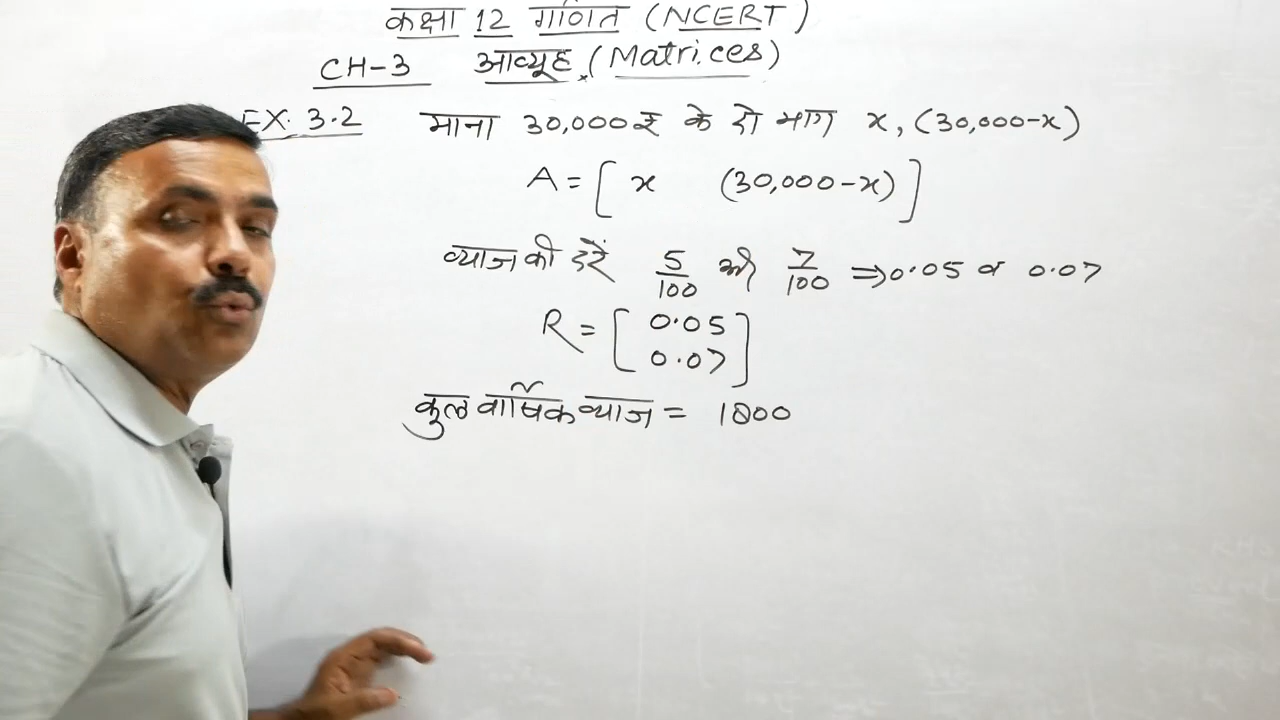 कक्षा 12 गणित (NCERT)
CH-3 आव्यूह (Matrices)
EX. 3.2 माना 30,000₹ के दो भाग x, (30,000-x)
A = [ x (30,000-x) ]
व्याज की दरें 5/100 और 7/100 ⇒ 0.05 व 0.07
R = [ 0.05
0.07 ]
कुल वार्षिक व्याज = 1800